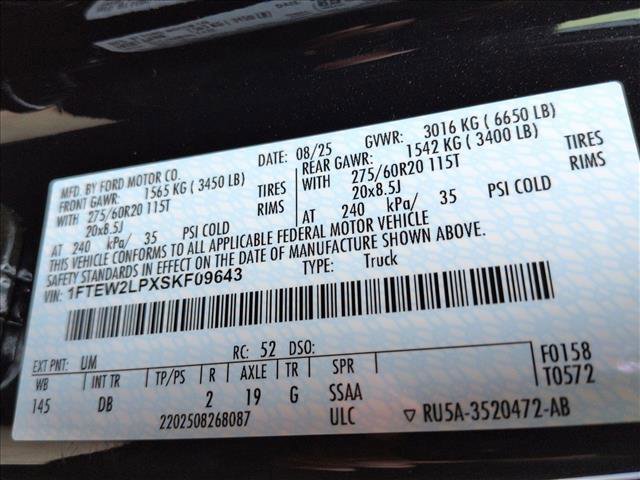 MFD. BY FORD MOTOR CO. DATE: 08/25 GVWR: 3016 KG ( 6650 LB)
FRONT GAWR: 1565 KG ( 3450 LB) REAR GAWR: 1542 KG ( 3400 LB)
WITH 275/60R20 115T TIRES WITH 275/60R20 115T TIRES
20x8.5J RIMS 20x8.5J RIMS
AT 240 kPa/ 35 PSI COLD AT 240 kPa/ 35 PSI COLD
THIS VEHICLE CONFORMS TO ALL APPLICABLE FEDERAL MOTOR VEHICLE
SAFETY STANDARDS IN EFFECT ON THE DATE OF MANUFACTURE SHOWN ABOVE.
VIN: 1FTEW2LPXSKF09643 TYPE: Truck
EXT PNT: UM RC: 52 DSO: F0158
WB INT TR TP/PS R AXLE TR SPR T0572
145 DB 2 19 G SSAA
2202508268087 ULC ▽ RU5A-3520472-AB